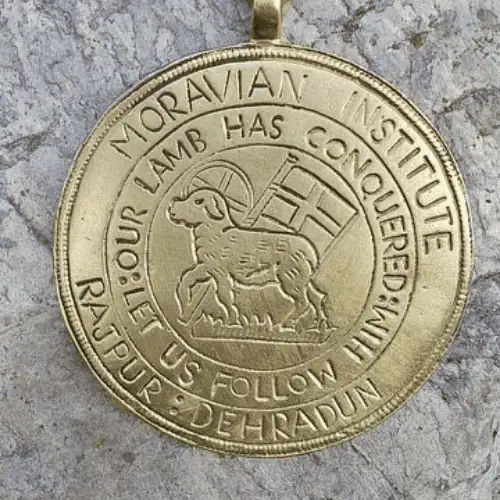 MORAVIAN INSTITUTE
RAJPUR : DEHRADUN
:OUR LAMB HAS CONQUERED:
LET US FOLLOW HIM